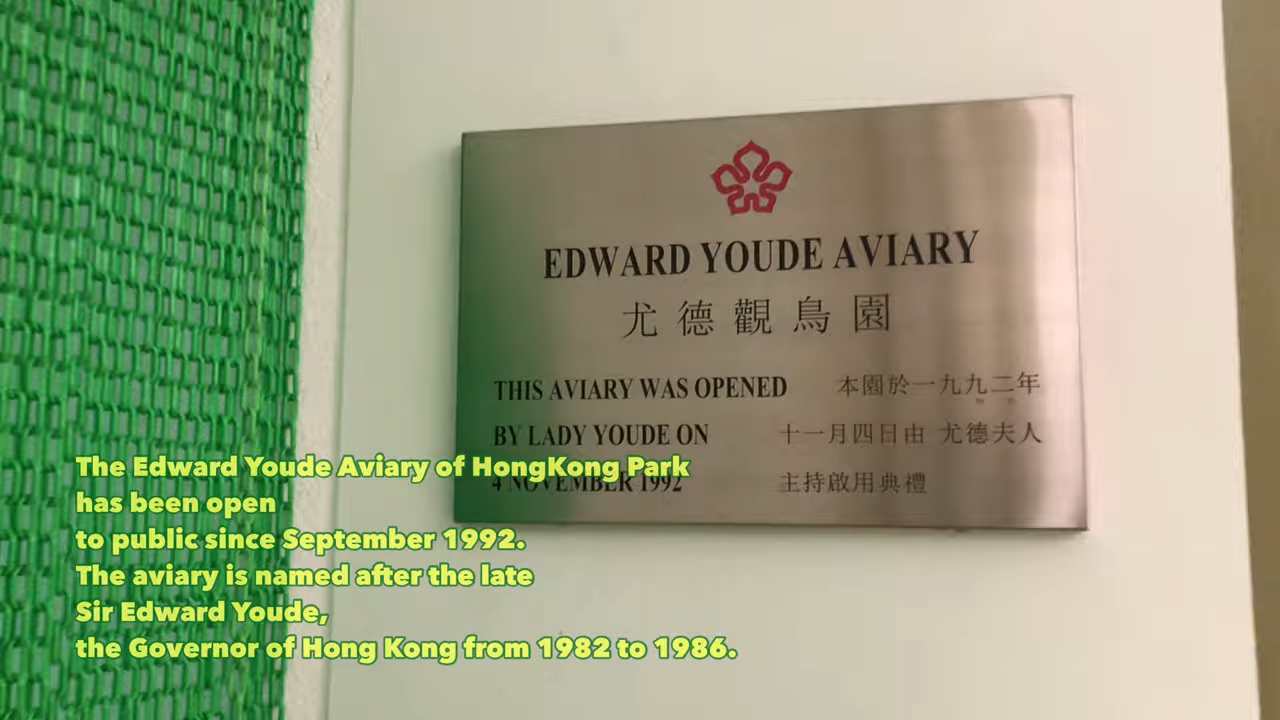 EDWARD YOUDE AVIARY
尤德觀鳥園
THIS AVIARY WAS OPENED
BY LADY YOUDE ON
4 NOVEMBER 1992
本園於一九九二年
十一月四日由 尤德夫人
主持啟用典禮
The Edward Youde Aviary of HongKong Park
has been open
to public since September 1992.
The aviary is named after the late
Sir Edward Youde,
the Governor of Hong Kong from 1982 to 1986.